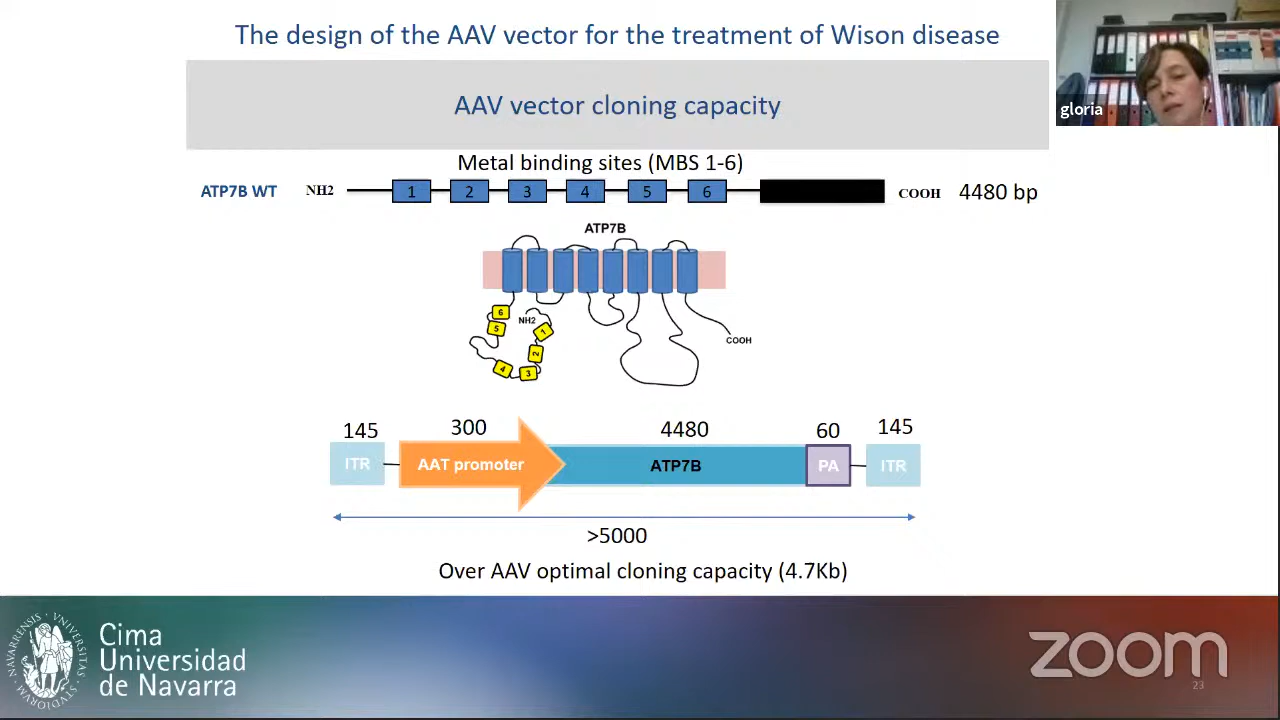 The design of the AAV vector for the treatment of Wison disease
gloria
AAV vector cloning capacity
Metal binding sites (MBS 1-6)
ATP7B WT NH2 1 2 3 4 5 6 COOH 4480 bp
ATP7B
6 NH2
5 1
2
4 3
COOH
145 300 4480 60 145
ITR AAT promoter ATP7B PA ITR
>5000
Over AAV optimal cloning capacity (4.7Kb)
Cima
Universidad
de Navarra
zoom
23